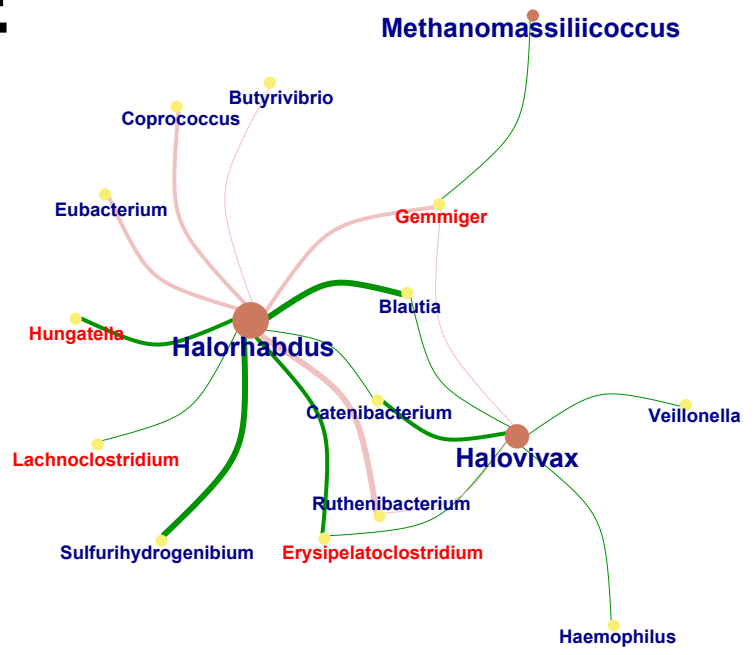 Methanomassiliicoccus
Butyrivibrio
Coprococcus
Eubacterium
Gemmiger
Blautia
Hungatella
Halorhabdus
Catenibacterium
Veillonella
Halovivax
Lachnoclostridium
Ruthenibacterium
Sulfurihydrogenibium
Erysipelatoclostridium
Haemophilus